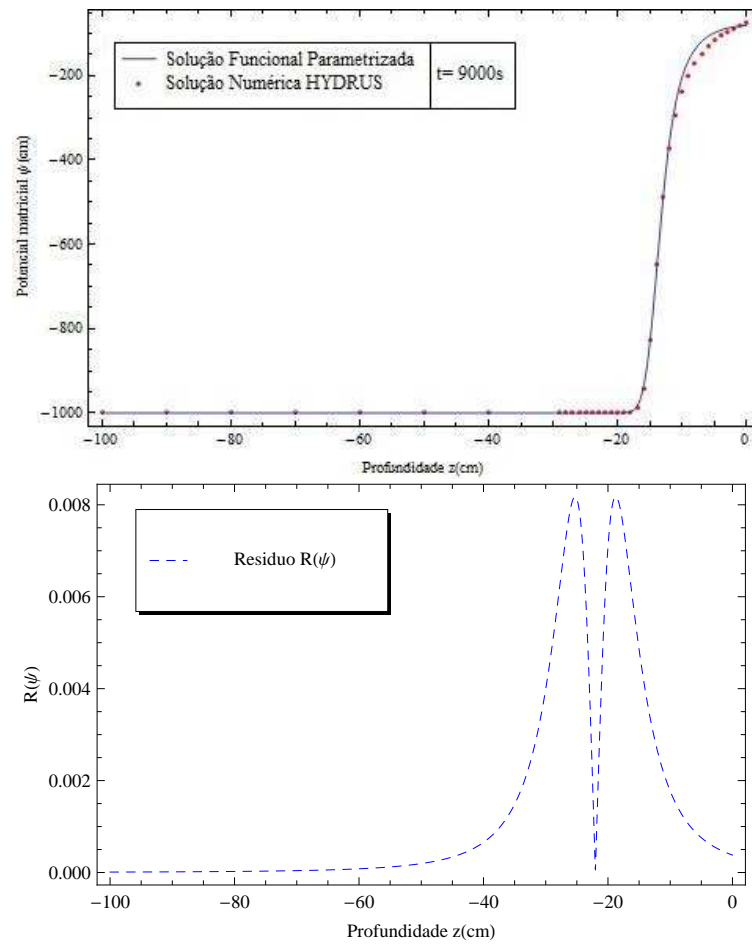 Solução Funcional Parametrizada
Solução Numérica HYDRUS
t= 9000s
−200
−400
−600
−800
−1000
Potencial matricial ψ(cm)
−100
−80
−60
−40
−20
0
Profundidade z(cm)
Residuo R(ψ)
0.008
0.006
0.004
0.002
0.000
R(ψ)
−100
−80
−60
−40
−20
0
Profundidade z(cm)